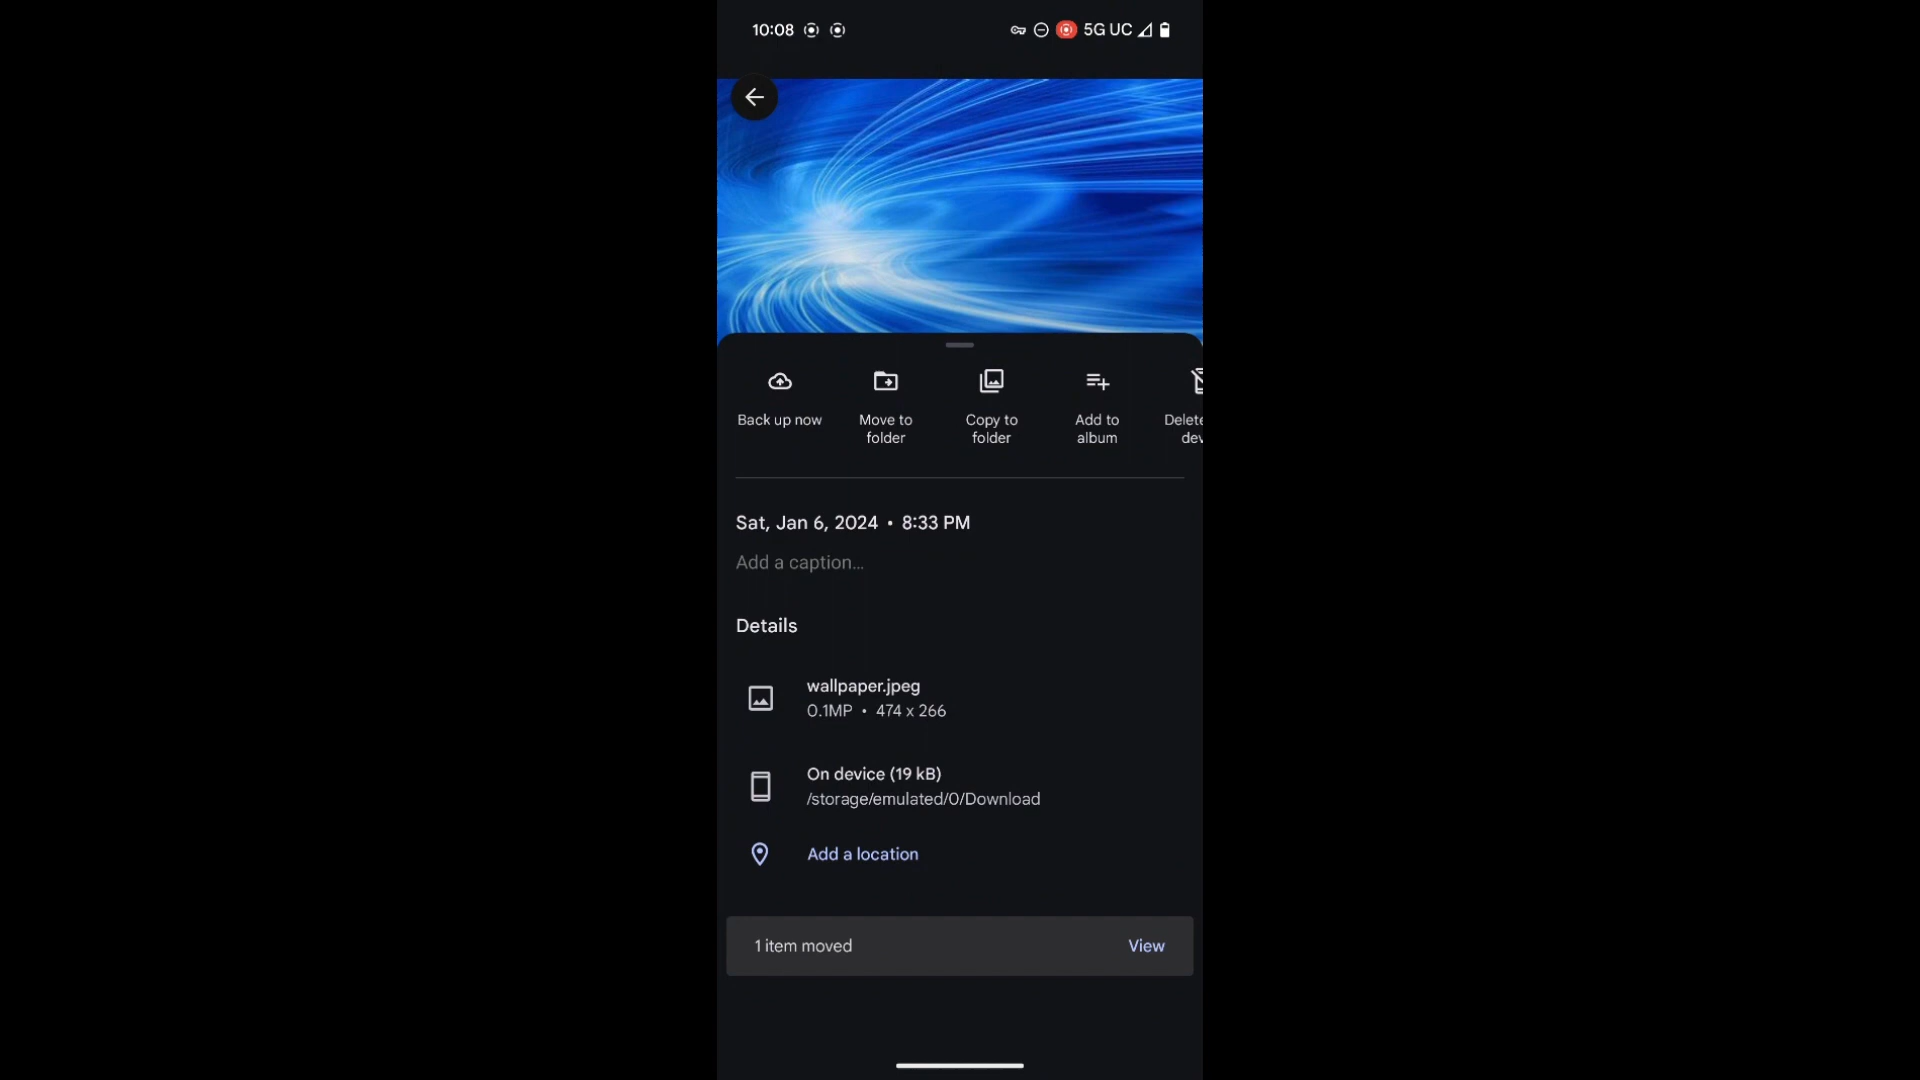 10:08 5G UC
Back up now
Move to
folder
Copy to
folder
Add to
album
Delete
dev
Sat, Jan 6, 2024 • 8:33 PM
Add a caption…
Details
wallpaper.jpeg
0.1MP • 474 x 266
On device (19 kB)
/storage/emulated/0/Download
Add a location
1 item moved View